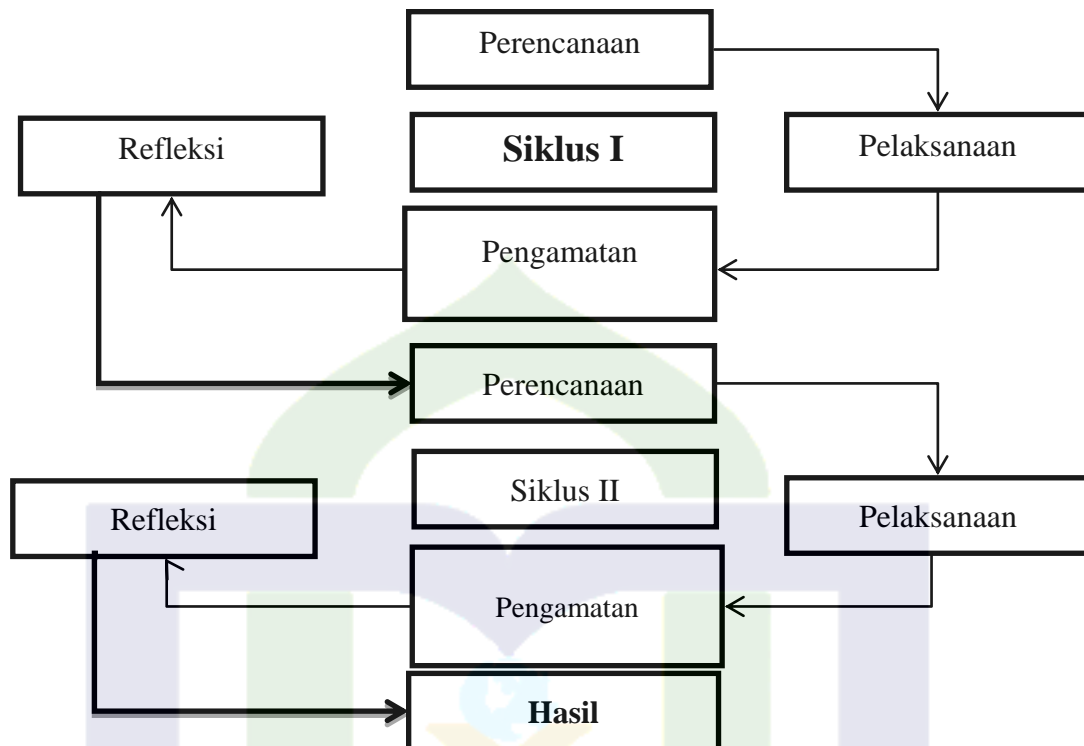 Perencanaan
Refleksi
Siklus I
Pelaksanaan
Pengamatan
Perencanaan
Refleksi
Siklus II
Pelaksanaan
Pengamatan
Hasil